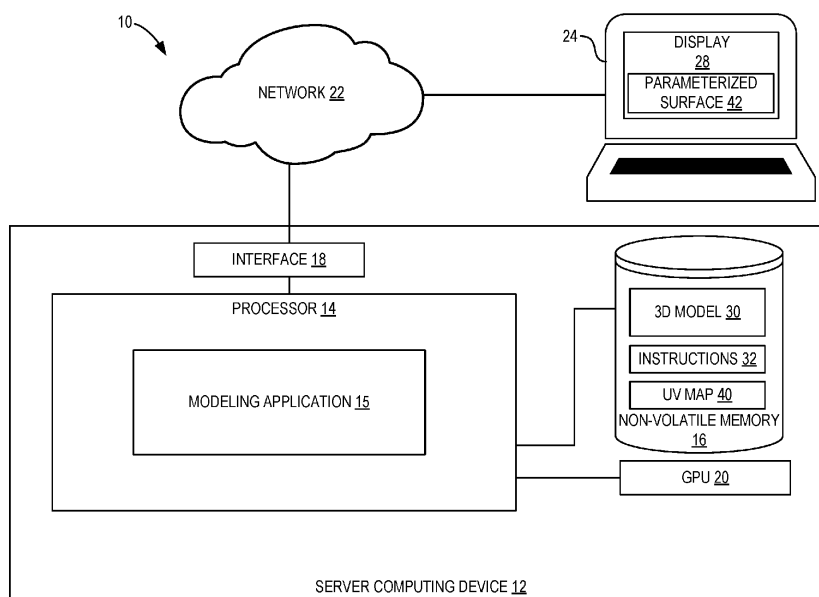 10
24
DISPLAY
28
PARAMETERIZED
SURFACE 42
NETWORK 22
INTERFACE 18
PROCESSOR 14
MODELING APPLICATION 15
3D MODEL 30
INSTRUCTIONS 32
UV MAP 40
NON-VOLATILE MEMORY
16
GPU 20
SERVER COMPUTING DEVICE 12